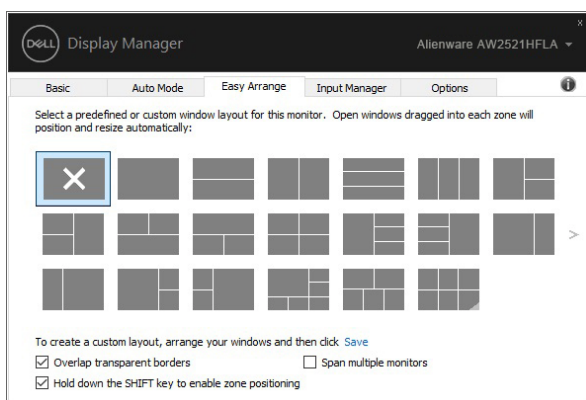 DELL Display Manager
Alienware AW2521HFLA
Basic
Auto Mode
Easy Arrange
Input Manager
Options
Select a predefined or custom window layout for this monitor. Open windows dragged into each zone will
position and resize automatically:
To create a custom layout, arrange your windows and then click Save
Overlap transparent borders
Span multiple monitors
Hold down the SHIFT key to enable zone positioning